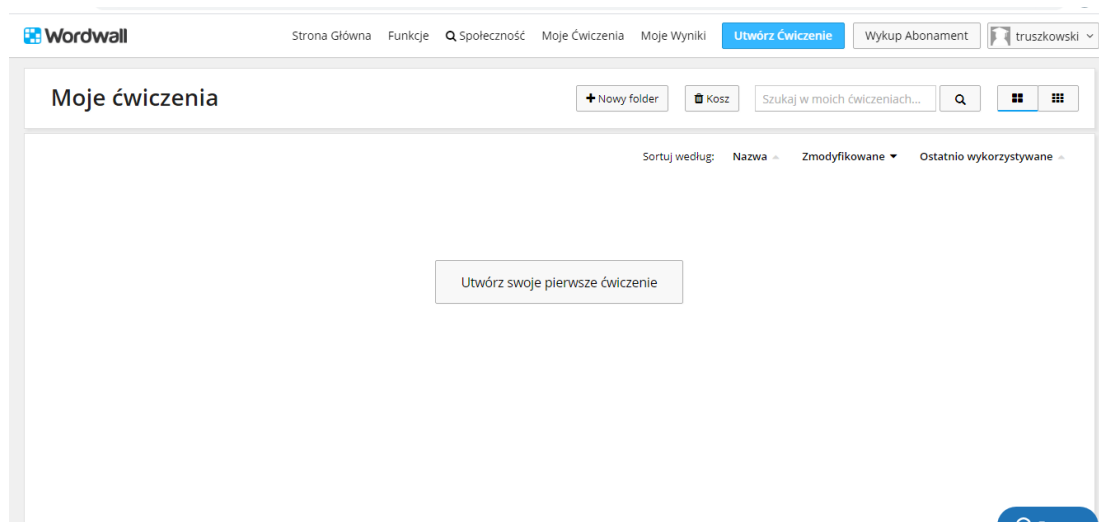 Wordwall
Strona Główna Funkcje Społeczność Moje Ćwiczenia Moje Wyniki Utwórz Ćwiczenie Wykup Abonament truszkowski
Moje ćwiczenia
Nowy folder Kosz Szukaj w moich ćwiczeniach...
Sortuj według: Nazwa Zmodyfikowane Ostatnio wykorzystywane
Utwórz swoje pierwsze ćwiczenie